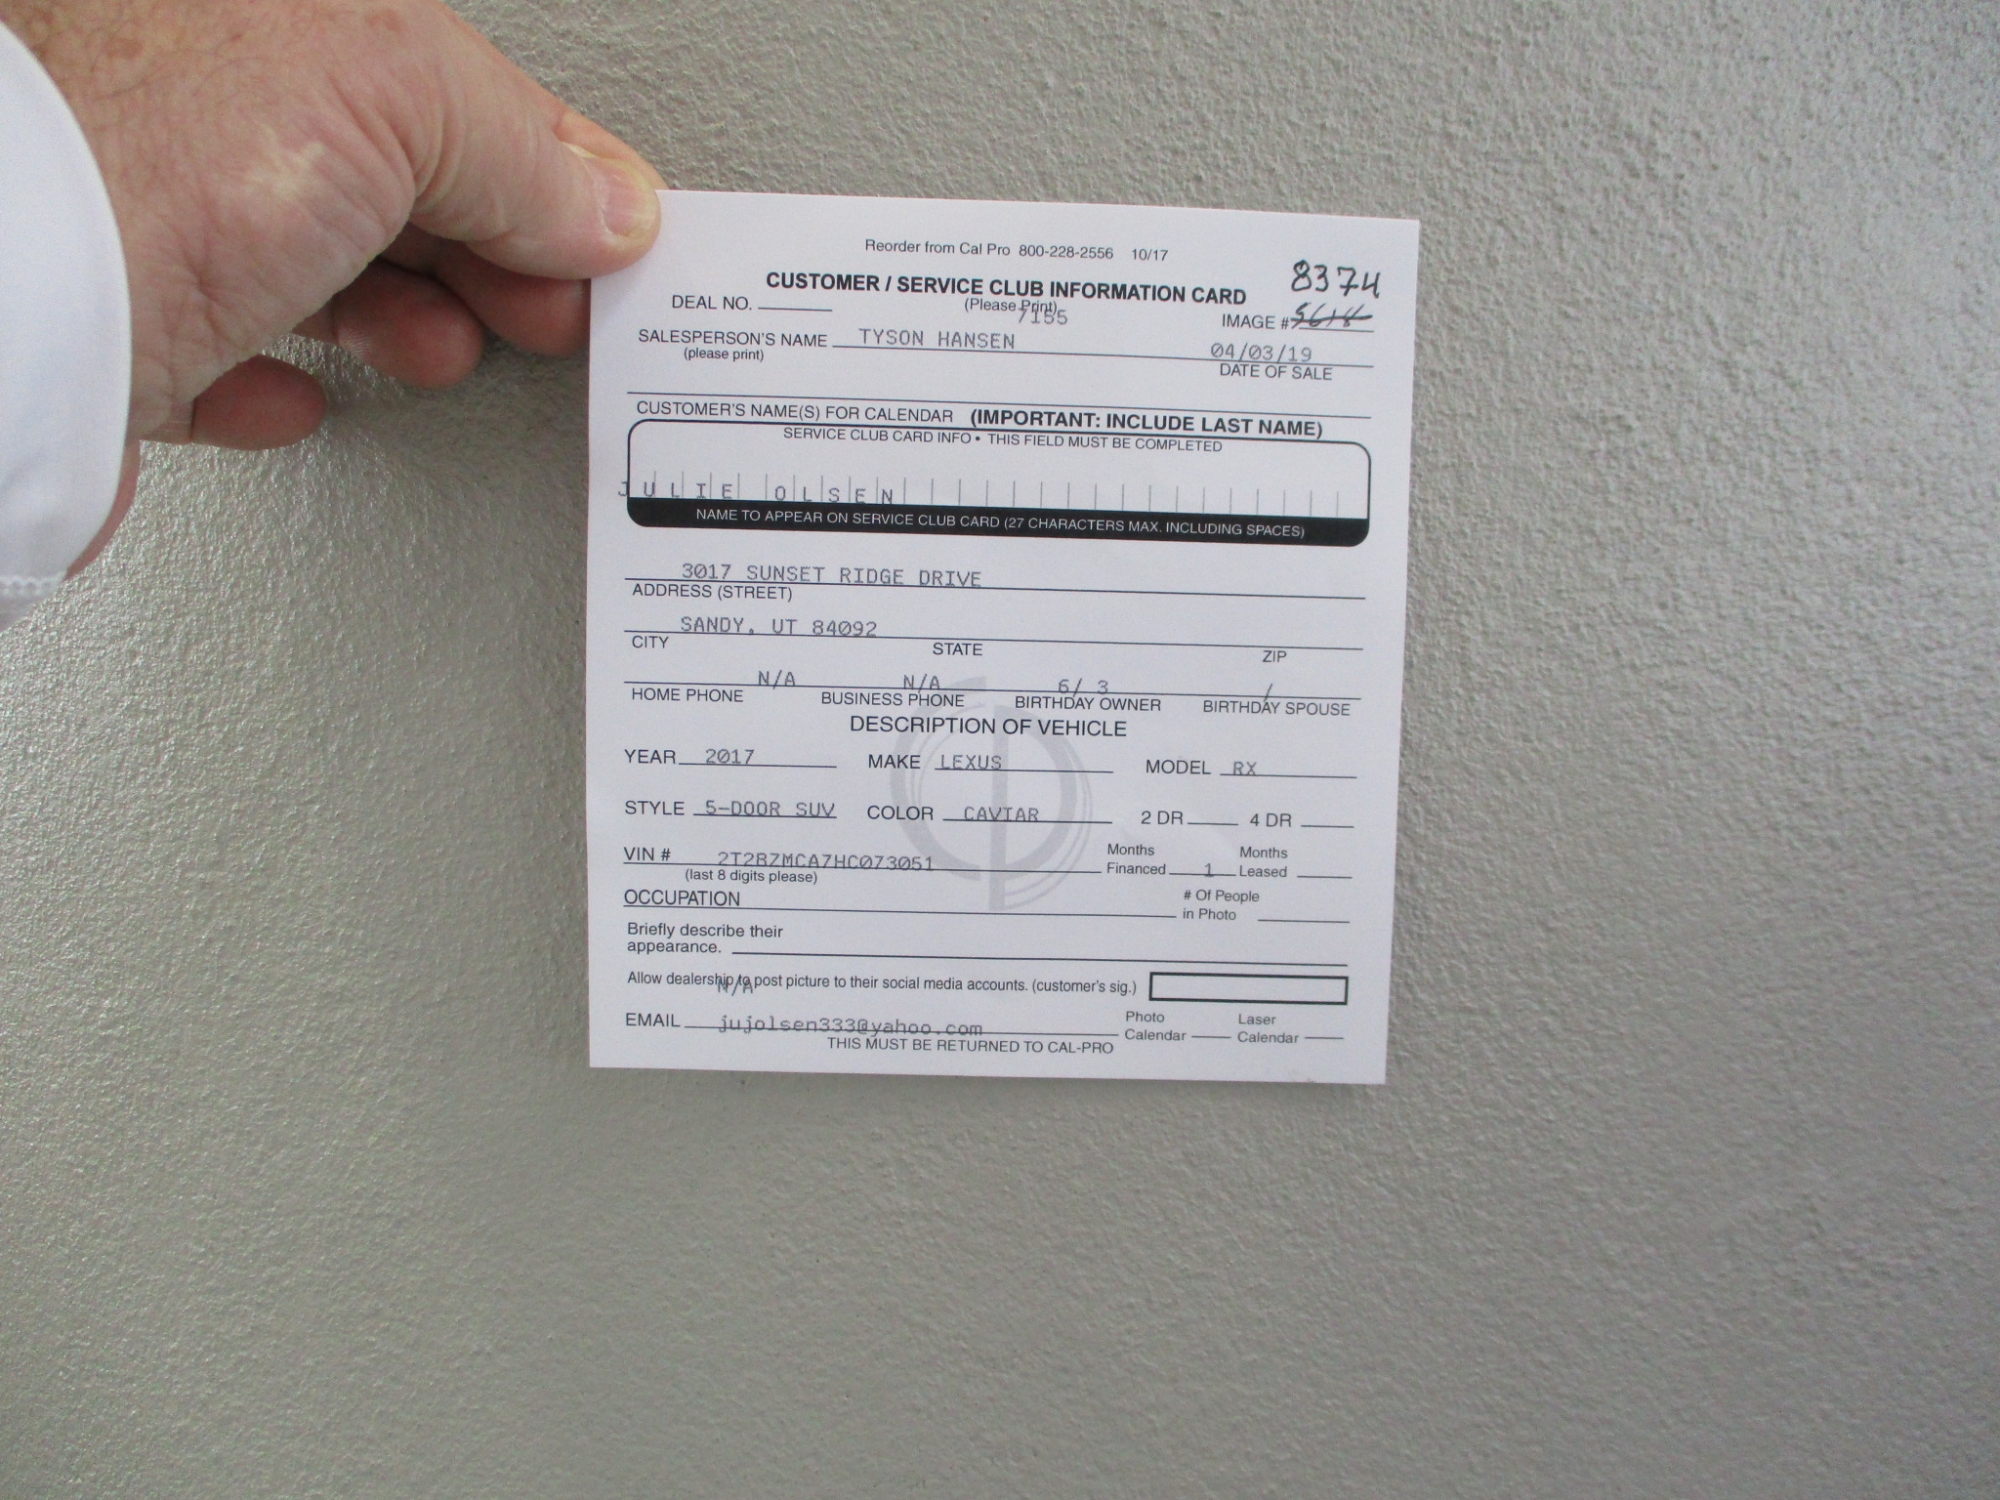 Reorder from Cal Pro 800-228-2556 10/17
8374
CUSTOMER / SERVICE CLUB INFORMATION CARD
(Please Print)
DEAL NO.
7155
IMAGE #
SALESPERSON'S NAME TYSON HANSEN 04/03/19
(please print) DATE OF SALE
CUSTOMER'S NAME(S) FOR CALENDAR (IMPORTANT: INCLUDE LAST NAME)
SERVICE CLUB CARD INFO • THIS FIELD MUST BE COMPLETED
JULIE OLSEN
NAME TO APPEAR ON SERVICE CLUB CARD (27 CHARACTERS MAX. INCLUDING SPACES)
3017 SUNSET RIDGE DRIVE
ADDRESS (STREET)
SANDY, UT 84092
CITY STATE ZIP
N/A N/A 6/ 3 /
HOME PHONE BUSINESS PHONE BIRTHDAY OWNER BIRTHDAY SPOUSE
DESCRIPTION OF VEHICLE
YEAR 2017 MAKE LEXUS MODEL RX
STYLE 5-DOOR SUV COLOR CAVIAR 2 DR 4 DR
VIN # 2T2BZMCA7HC073051 Months Financed 1 Months Leased
(last 8 digits please)
OCCUPATION # Of People in Photo
Briefly describe their
appearance.
Allow dealership to post picture to their social media accounts. (customer's sig.)
N/A
EMAIL jujolsen333@yahoo.com Photo Calendar Laser Calendar
THIS MUST BE RETURNED TO CAL-PRO